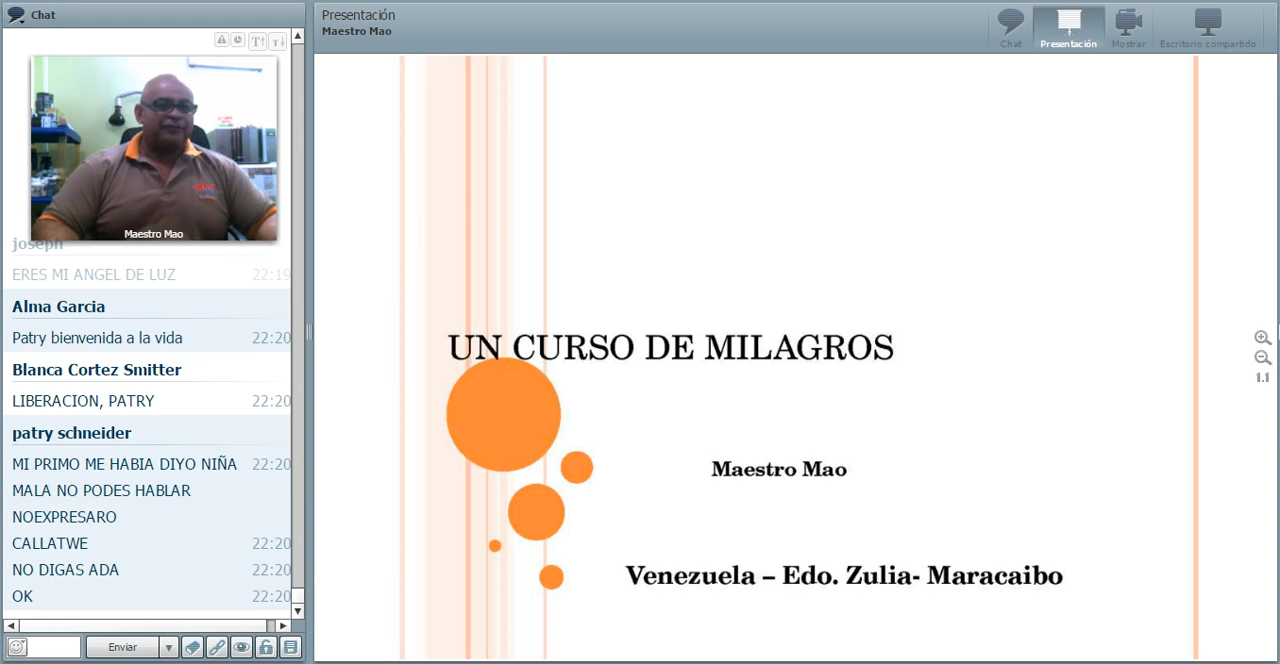 Chat
Presentación
Maestro Mao
Chat
Presentación
Mostrar
Escritorio compartido
Maestro Mao
joseph
ERES MI ANGEL DE LUZ 22:19
Alma Garcia
Patry bienvenida a la vida 22:20
Blanca Cortez Smitter
LIBERACION, PATRY 22:20
patry schneider
MI PRIMO ME HABIA DIYO NIÑA 22:20
MALA NO PODES HABLAR
NOEXPRESARO
CALLATWE 22:20
NO DIGAS ADA 22:20
OK 22:20
Enviar
UN CURSO DE MILAGROS
Maestro Mao
Venezuela – Edo. Zulia- Maracaibo
1.1